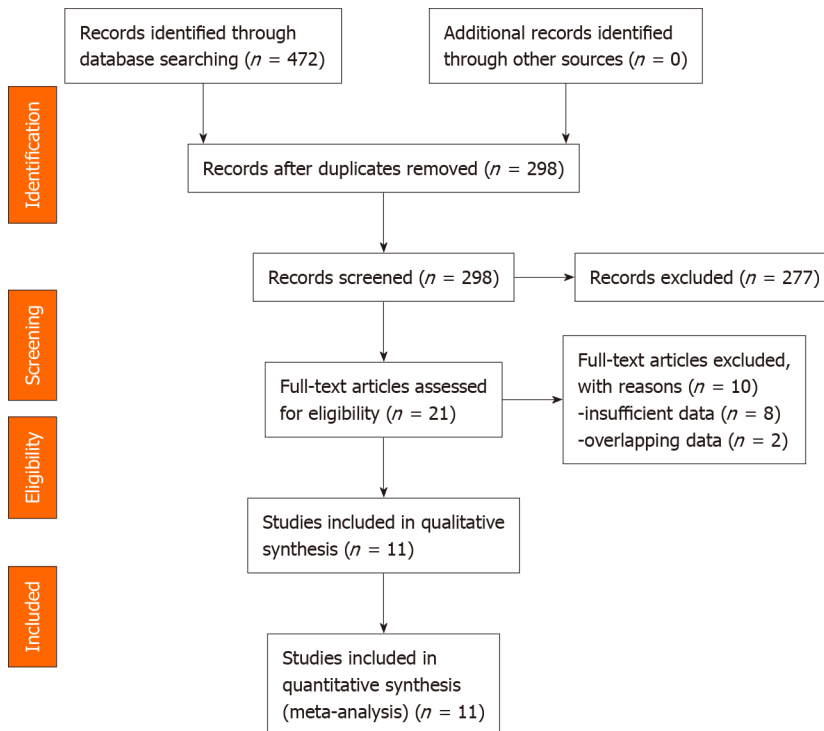 Records identified through
database searching (n = 472)
Additional records identified
through other sources (n = 0)
Identification
Records after duplicates removed (n = 298)
Records screened (n = 298)
Records excluded (n = 277)
Screening
Full-text articles assessed
for eligibility (n = 21)
Full-text articles excluded,
with reasons (n = 10)
-insufficient data (n = 8)
-overlapping data (n = 2)
Eligibility
Studies included in qualitative
synthesis (n = 11)
Included
Studies included in
quantitative synthesis
(meta-analysis) (n = 11)